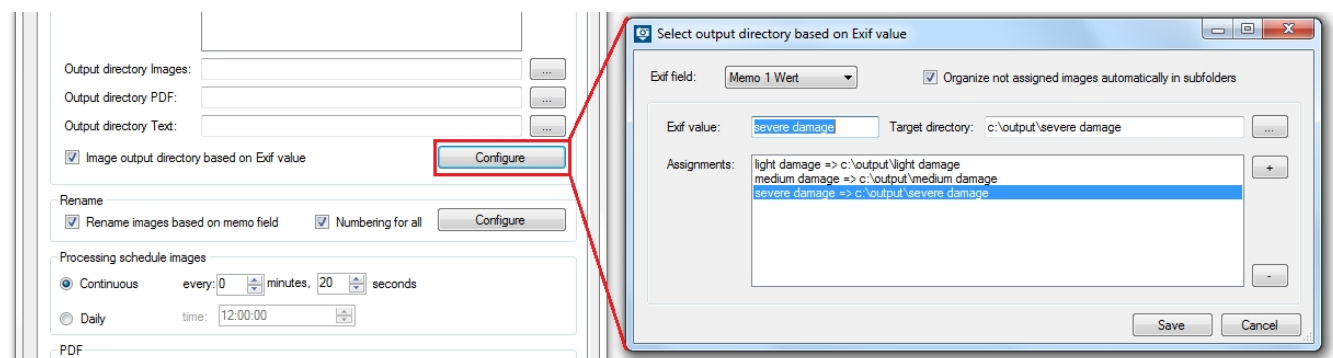 Output directory Images:
...
Output directory PDF:
...
Output directory Text:
...
Image output directory based on Exif value
Configure
Rename
Rename images based on memo field
Numbering for all
Configure
Processing schedule images
Continuous every: 0 minutes, 20 seconds
Daily time: 12:00:00
PDF
Select output directory based on Exif value
Exif field: Memo 1 Wert
Organize not assigned images automatically in subfolders
Exif value: severe damage Target directory: c:\output\severe damage ...
Assignments:
light damage => c:\output\light damage
medium damage => c:\output\medium damage
severe damage => c:\output\severe damage
+
-
Save
Cancel